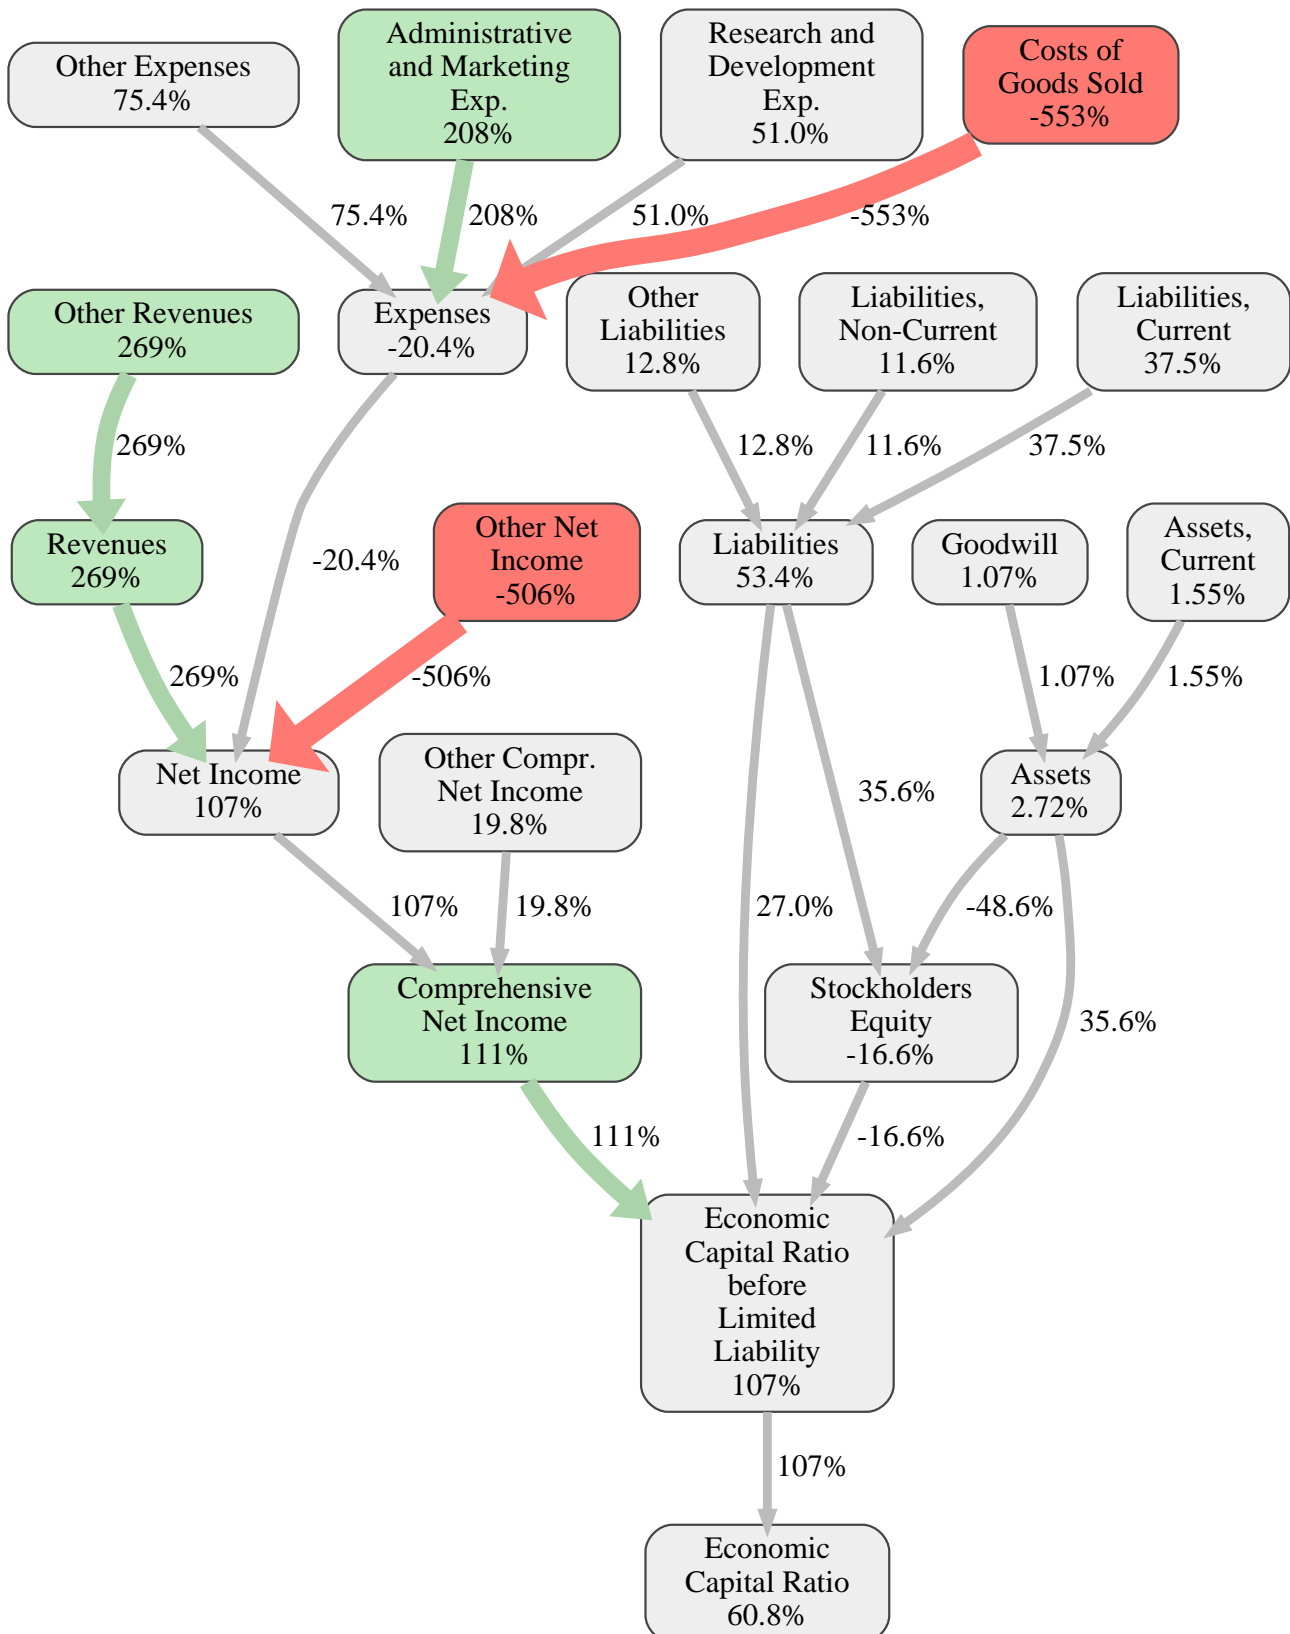 Other Expenses
75.4%
Administrative
and Marketing
Exp.
208%
Research and
Development
Exp.
51.0%
Costs of
Goods Sold
-553%
75.4%
208%
51.0%
-553%
Other Revenues
269%
Expenses
-20.4%
Other
Liabilities
12.8%
Liabilities,
Non-Current
11.6%
Liabilities,
Current
37.5%
269%
12.8%
11.6%
37.5%
Revenues
269%
-20.4%
Other Net
Income
-506%
Liabilities
53.4%
Goodwill
1.07%
Assets,
Current
1.55%
269%
-506%
1.07%
1.55%
Net Income
107%
Other Compr.
Net Income
19.8%
35.6%
Assets
2.72%
107%
19.8%
27.0%
-48.6%
Comprehensive
Net Income
111%
Stockholders
Equity
-16.6%
35.6%
111%
-16.6%
Economic
Capital Ratio
before
Limited
Liability
107%
107%
Economic
Capital Ratio
60.8%